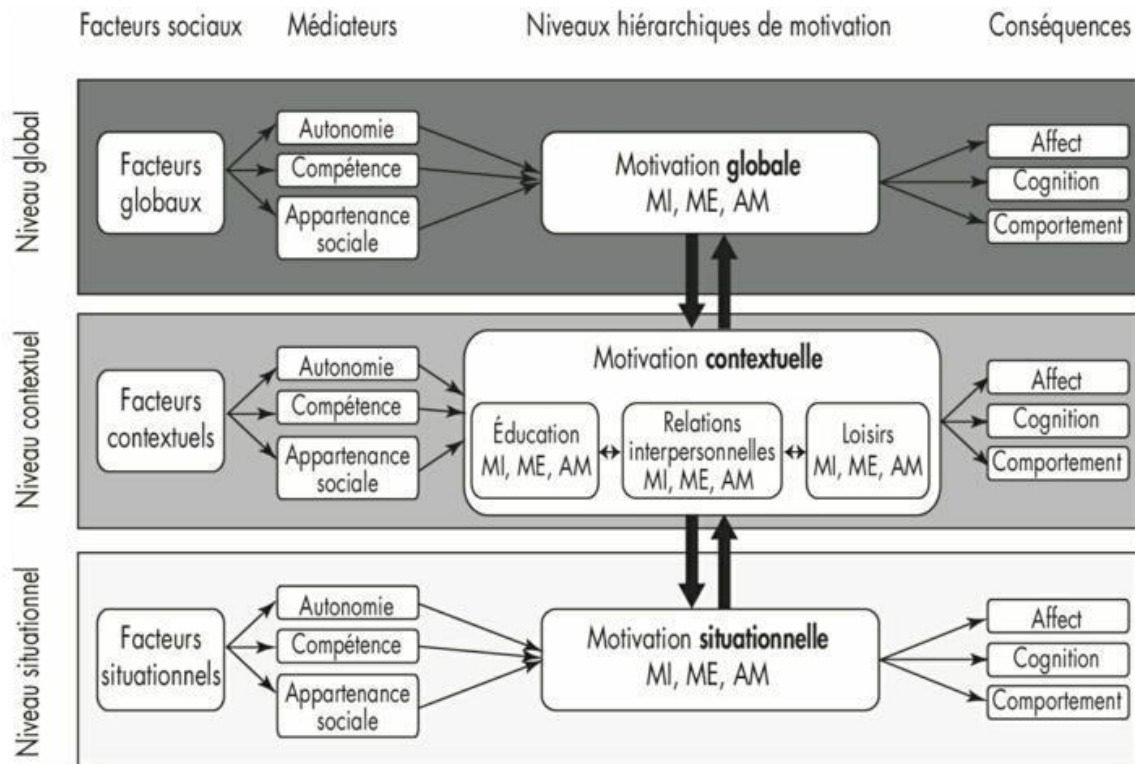 Facteurs sociaux
Médiateurs
Niveaux hiérarchiques de motivation
Conséquences
Niveau global
Facteurs
globaux
Autonomie
Compétence
Appartenance
sociale
Motivation globale
MI, ME, AM
Affect
Cognition
Comportement
Niveau contextuel
Facteurs
contextuels
Autonomie
Compétence
Appartenance
sociale
Motivation contextuelle
Éducation
MI, ME, AM
Relations
interpersonnelles
MI, ME, AM
Loisirs
MI, ME, AM
Affect
Cognition
Comportement
Niveau situationnel
Facteurs
situationnels
Autonomie
Compétence
Appartenance
sociale
Motivation situationnelle
MI, ME, AM
Affect
Cognition
Comportement